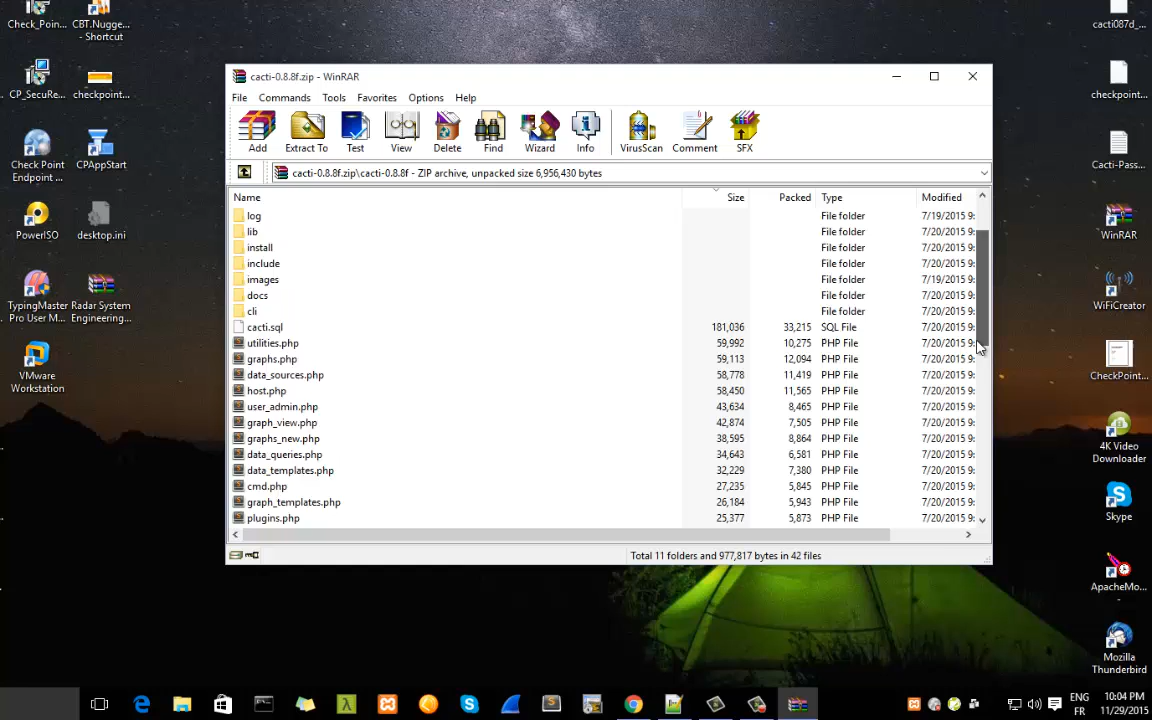 Check_Poin...
CBT.Nugge...
- Shortcut
cacti087d_...
CP_SecuRe...
checkpoint...
checkpoint...
Check Point
Endpoint ...
CPAppStart
Cacti-Pass...
PowerISO
desktop.ini
WinRAR
TypingMaster
Pro User M...
Radar System
Engineering...
WiFiCreator
VMware
Workstation
CheckPoint...
4K Video
Downloader
Skype
ApacheMo...
Mozilla
Thunderbird
cacti-0.8.8f.zip - WinRAR
File Commands Tools Favorites Options Help
Add Extract To Test View Delete Find Wizard Info VirusScan Comment SFX
cacti-0.8.8f.zip\cacti-0.8.8f - ZIP archive, unpacked size 6,956,430 bytes
Name Size Packed Type Modified
log File folder 7/19/2015 9:
lib File folder 7/20/2015 9:
install File folder 7/20/2015 9:
include File folder 7/20/2015 9:
images File folder 7/19/2015 9:
docs File folder 7/20/2015 9:
cli File folder 7/20/2015 9:
cacti.sql 181,036 33,215 SQL File 7/20/2015 9:
utilities.php 59,992 10,275 PHP File 7/20/2015 9:
graphs.php 59,113 12,094 PHP File 7/20/2015 9:
data_sources.php 58,778 11,419 PHP File 7/20/2015 9:
host.php 58,450 11,565 PHP File 7/20/2015 9:
user_admin.php 43,634 8,465 PHP File 7/20/2015 9:
graph_view.php 42,874 7,505 PHP File 7/20/2015 9:
graphs_new.php 38,595 8,864 PHP File 7/20/2015 9:
data_queries.php 34,643 6,581 PHP File 7/20/2015 9:
data_templates.php 32,229 7,380 PHP File 7/20/2015 9:
cmd.php 27,235 5,845 PHP File 7/20/2015 9:
graph_templates.php 26,184 5,943 PHP File 7/20/2015 9:
plugins.php 25,377 5,873 PHP File 7/20/2015 9:
Total 11 folders and 977,817 bytes in 42 files
ENG
FR
10:04 PM
11/29/2015